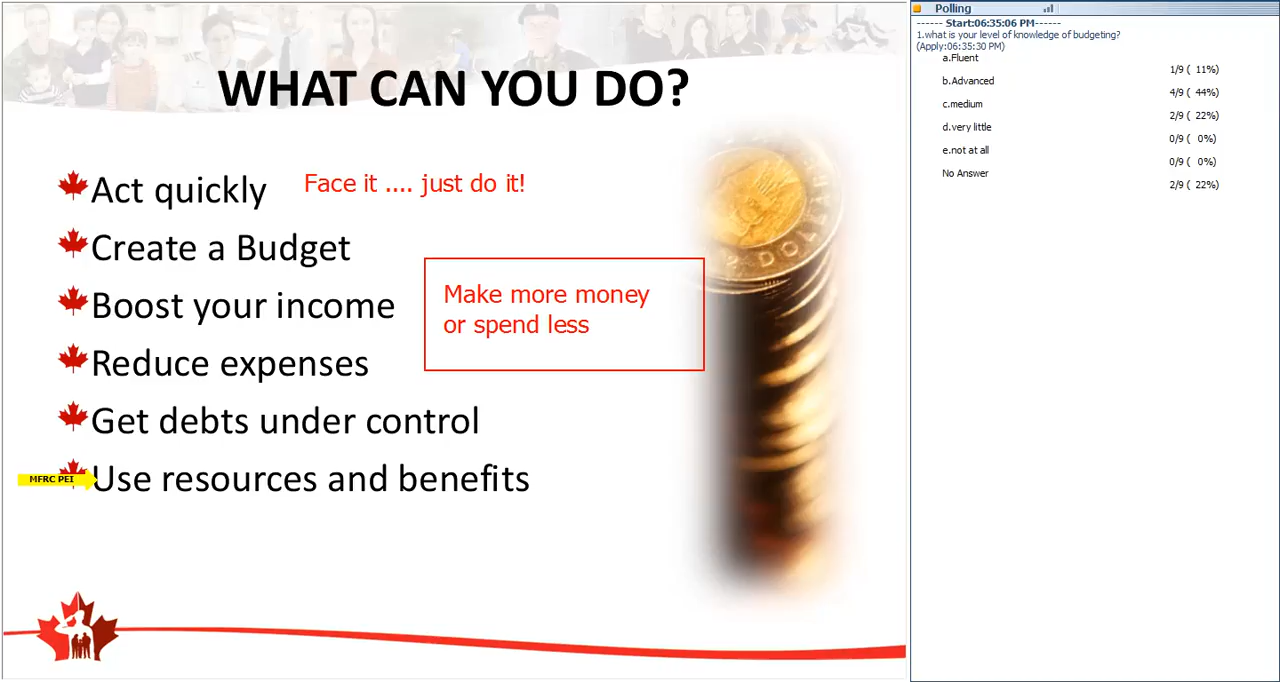 WHAT CAN YOU DO?
Act quickly
Face it .... just do it!
Create a Budget
Boost your income
Make more money
or spend less
Reduce expenses
Get debts under control
MFRC PEI
Use resources and benefits
DOLLAR
Polling
------ Start:06:35:06 PM------
1.what is your level of knowledge of budgeting?
(Apply:06:35:30 PM)
a.Fluent
1/9 ( 11%)
b.Advanced
4/9 ( 44%)
c.medium
2/9 ( 22%)
d.very little
0/9 ( 0%)
e.not at all
0/9 ( 0%)
No Answer
2/9 ( 22%)